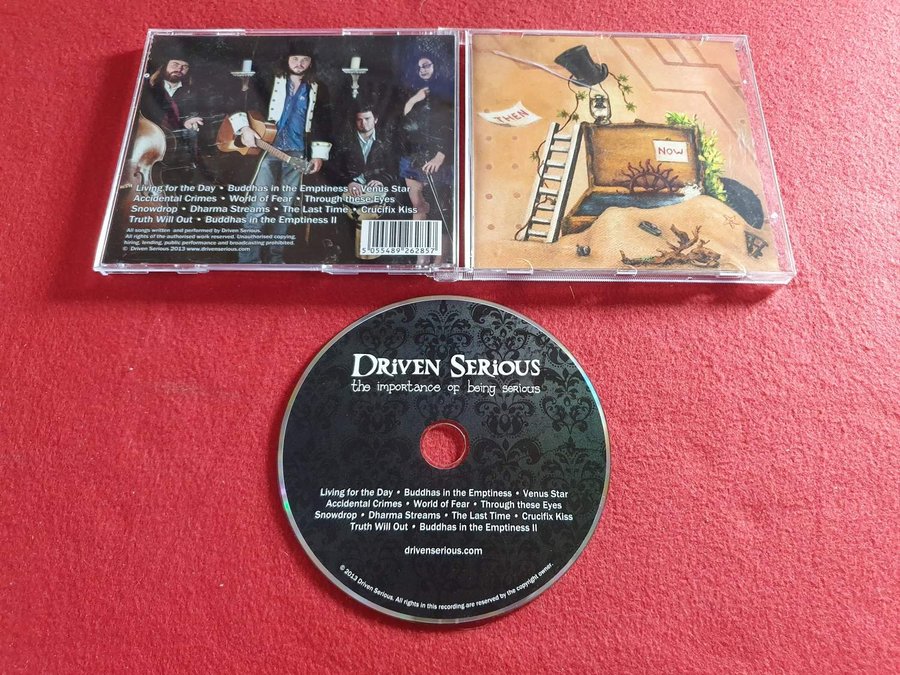 Living for the Day • Buddhas in the Emptiness • Venus Star
Accidental Crimes • World of Fear • Through these Eyes
Snowdrop • Dharma Streams • The Last Time • Crucifix Kiss
Truth Will Out • Buddhas in the Emptiness II
All songs written and performed by Driven Serious.
All rights of the authorised work reserved. Unauthorised copying,
hiring, lending, public performance and broadcasting prohibited.
© Driven Serious 2013 www.drivenserious.com
5 055489 262857
THEN
NOW
DRiVEN SERiOUS
the importance of being serious
Living for the Day • Buddhas in the Emptiness • Venus Star
Accidental Crimes • World of Fear • Through these Eyes
Snowdrop • Dharma Streams • The Last Time • Crucifix Kiss
Truth Will Out • Buddhas in the Emptiness II
drivenserious.com
© 2013 Driven Serious. All rights in this recording are reserved by the copyright owner.